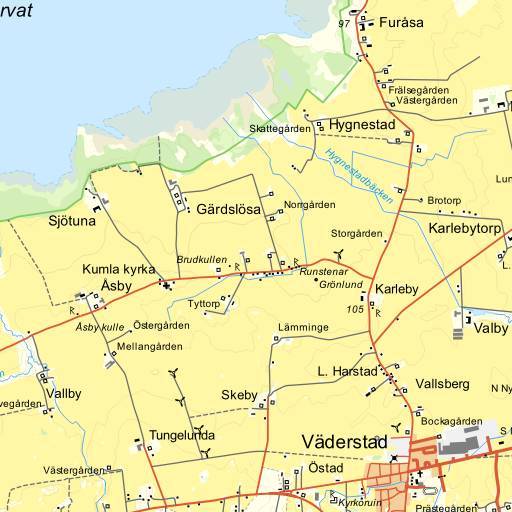 rvat
97
Furåsa
Frälsegården
Västergården
Skattegården
Hygnestad
Hygnestadbäcken
Lun
Norrgården
Brotorp
Gärdslösa
Sjötuna
Storgården
Karlebytorp
Brudkullen
R
R
Kumla kyrka
Runstenar
Grönlund
L.
Åsby
Karleby
Tyttorp
105
R
Åsby kulle
Östergården
Lämminge
Valby
Mellangården
L. Harstad
Vallsberg
N Ny
Vallby
Skeby
vegården
Bockagården
Tungelunda
Väderstad
S
Västergården
Östad
R
Kyrkoruin
Prästegården